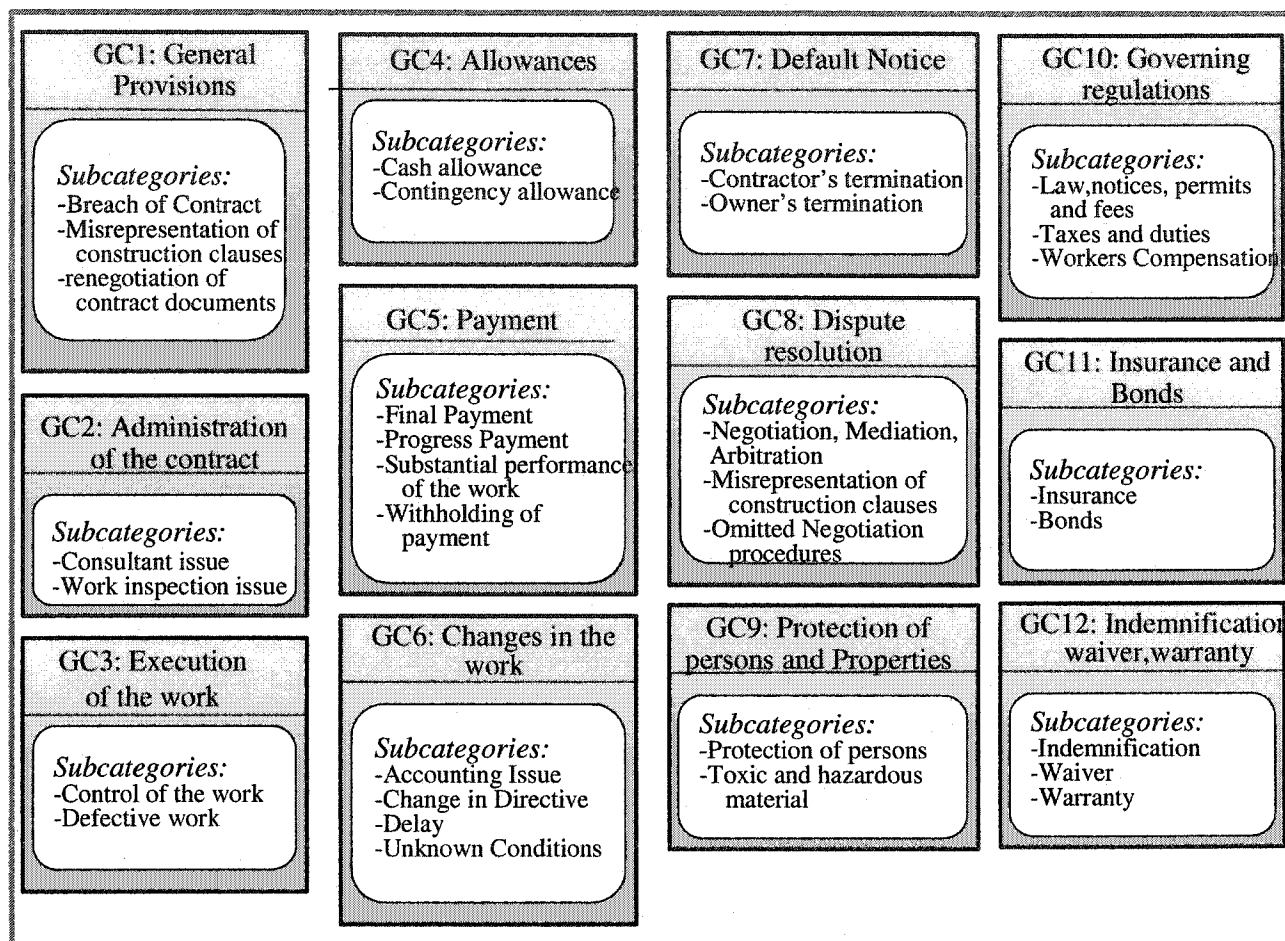 GC1: General
Provisions
Subcategories:
-Breach of Contract
-Misrepresentation of
construction clauses
-renegotiation of
contract documents
GC2: Administration
of the contract
Subcategories:
-Consultant issue
-Work inspection issue
GC3: Execution
of the work
Subcategories:
-Control of the work
-Defective work
GC4: Allowances
Subcategories:
-Cash allowance
-Contingency allowance
GC5: Payment
Subcategories:
-Final Payment
-Progress Payment
-Substantial performance
of the work
-Withholding of
payment
GC6: Changes in the
work
Subcategories:
-Accounting Issue
-Change in Directive
-Delay
-Unknown Conditions
GC7: Default Notice
Subcategories:
-Contractor's termination
-Owner's termination
GC8: Dispute
resolution
Subcategories:
-Negotiation, Mediation,
Arbitration
-Misrepresentation of
construction clauses
-Omitted Negotiation
procedures
GC9: Protection of
persons and Properties
Subcategories:
-Protection of persons
-Toxic and hazardous
material
GC10: Governing
regulations
Subcategories:
-Law,notices, permits
and fees
-Taxes and duties
-Workers Compensation
GC11: Insurance and
Bonds
Subcategories:
-Insurance
-Bonds
GC12: Indemnification
waiver,warranty
Subcategories:
-Indemnification
-Waiver
-Warranty